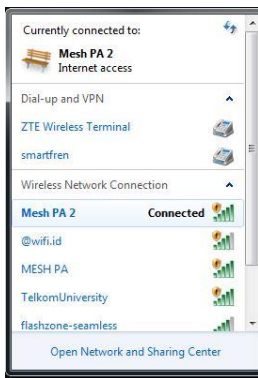 Currently connected to:
Mesh PA 2
Internet access
Dial-up and VPN
ZTE Wireless Terminal
smartfren
Wireless Network Connection
Mesh PA 2 Connected
@wifi.id
MESH PA
TelkomUniversity
flashzone-seamless
Open Network and Sharing Center